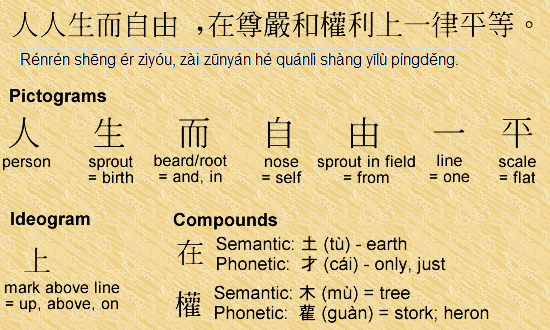 人人生而自由 ,在尊嚴和權利上一律平等。
Rénrén shēng ér zìyóu, zài zūnyán hé quánlì shàng yīlù píngděng.
Pictograms
人 生 而 自 由 一 平
person sprout beard/root nose sprout in field line scale
= birth = and, in = self = from = one = flat
Ideogram Compounds
上
mark above line
= up, above, on
在
Semantic: 土 (tù) - earth
Phonetic: 才 (cái) - only, just
權
Semantic: 木 (mù) = tree
Phonetic: 雚 (guàn) = stork; heron